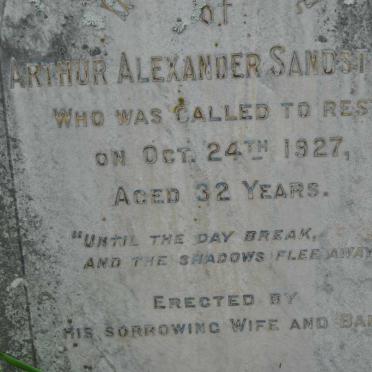 of
ARTHUR ALEXANDER SANDST
WHO WAS CALLED TO RES
ON OCT. 24TH 1927,
AGED 32 YEARS.
"UNTIL THE DAY BREAK,
AND THE SHADOWS FLEE AWAY
ERECTED BY
HIS SORROWING WIFE AND BA